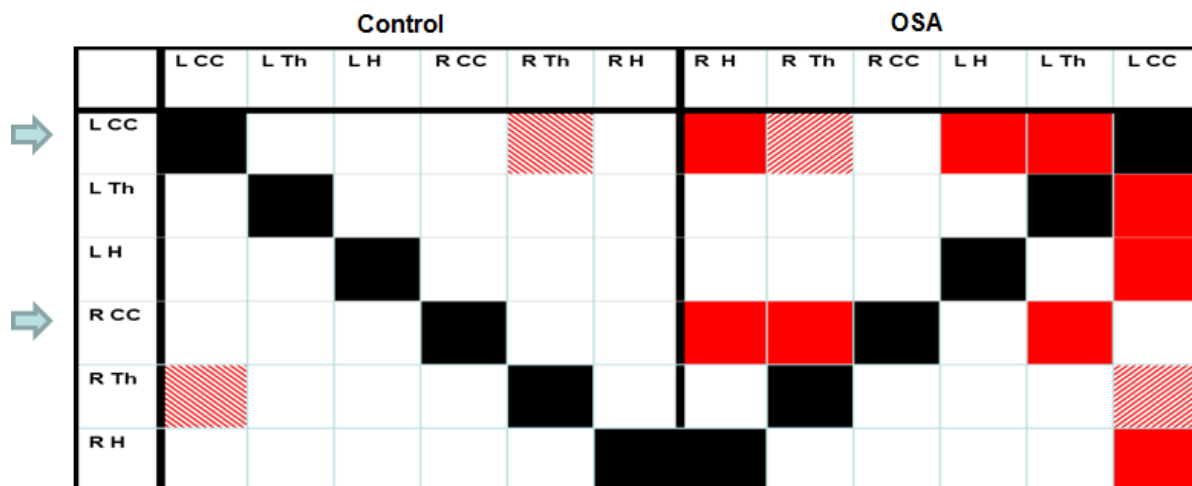 Control OSA
L CC L Th L H R CC R Th R H R H R Th R CC L H L Th L CC
L CC
L Th
L H
R CC
R Th
R H